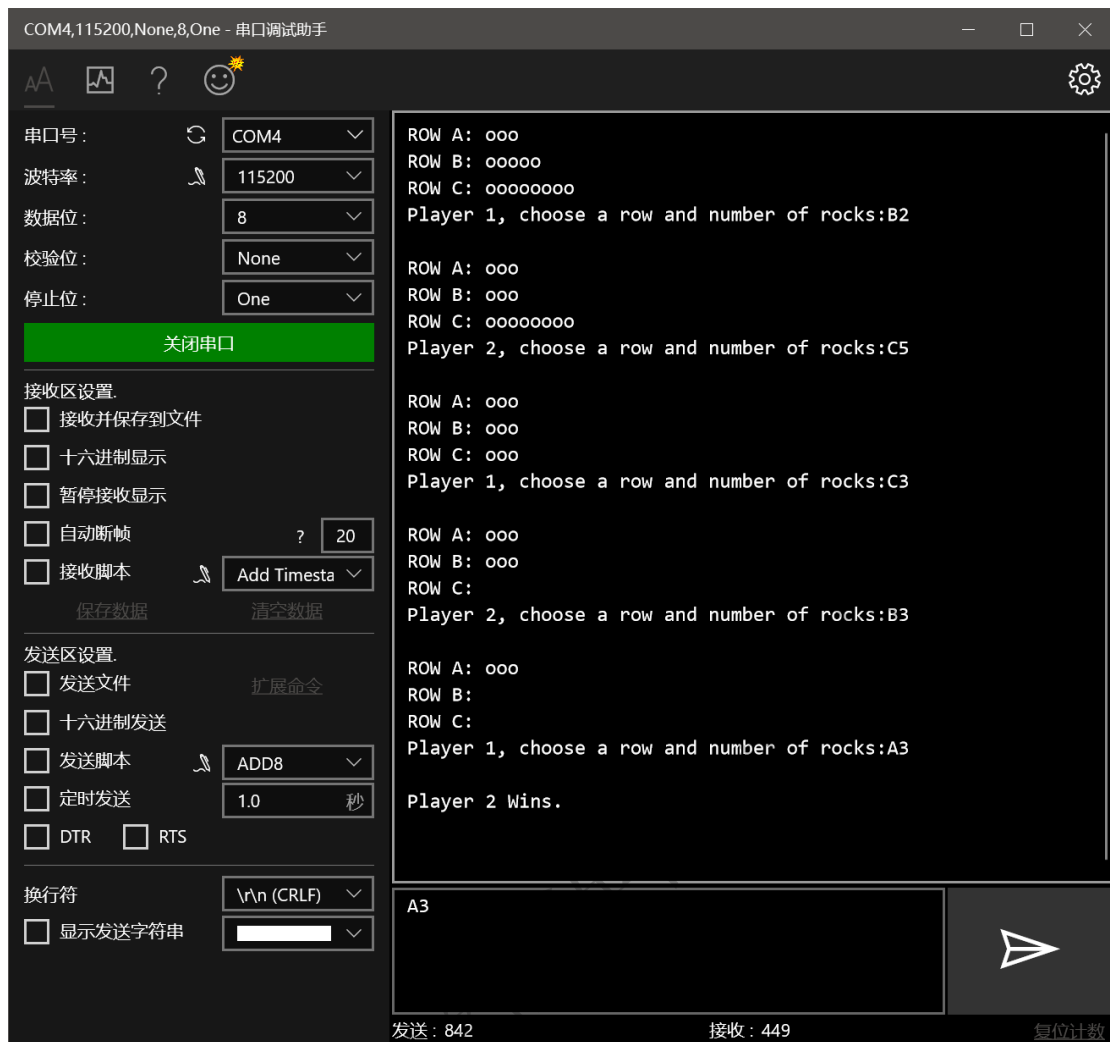 COM4,115200,None,8,One - 串口调试助手
串口号 : COM4
波特率 : 115200
数据位 : 8
校验位 : None
停止位 : One
关闭串口
接收区设置.
接收并保存到文件
十六进制显示
暂停接收显示
自动断帧 ? 20
接收脚本 Add Timesta
保存数据 清空数据
发送区设置.
发送文件 扩展命令
十六进制发送
发送脚本 ADD8
定时发送 1.0 秒
DTR RTS
换行符 \r\n (CRLF)
显示发送字符串
ROW A: ooo
ROW B: ooooo
ROW C: oooooooo
Player 1, choose a row and number of rocks:B2
ROW A: ooo
ROW B: ooo
ROW C: oooooooo
Player 2, choose a row and number of rocks:C5
ROW A: ooo
ROW B: ooo
ROW C: ooo
Player 1, choose a row and number of rocks:C3
ROW A: ooo
ROW B: ooo
ROW C:
Player 2, choose a row and number of rocks:B3
ROW A: ooo
ROW B:
ROW C:
Player 1, choose a row and number of rocks:A3
Player 2 Wins.
A3
发送 : 842 接收 : 449 复位计数